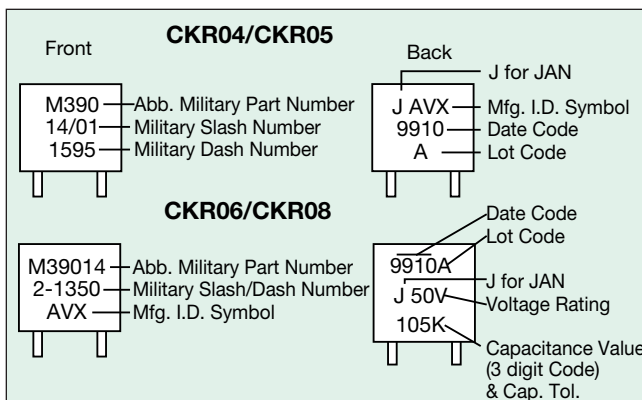 CKR04/CKR05
Front
Back
M390
14/01
1595
Abb. Military Part Number
Military Slash Number
Military Dash Number
J for JAN
J AVX
9910
A
Mfg. I.D. Symbol
Date Code
Lot Code
CKR06/CKR08
M39014
2-1350
AVX
Abb. Military Part Number
Military Slash/Dash Number
Mfg. I.D. Symbol
Date Code
Lot Code
9910A
J 50V
105K
J for JAN
Voltage Rating
Capacitance Value
(3 digit Code)
& Cap. Tol.